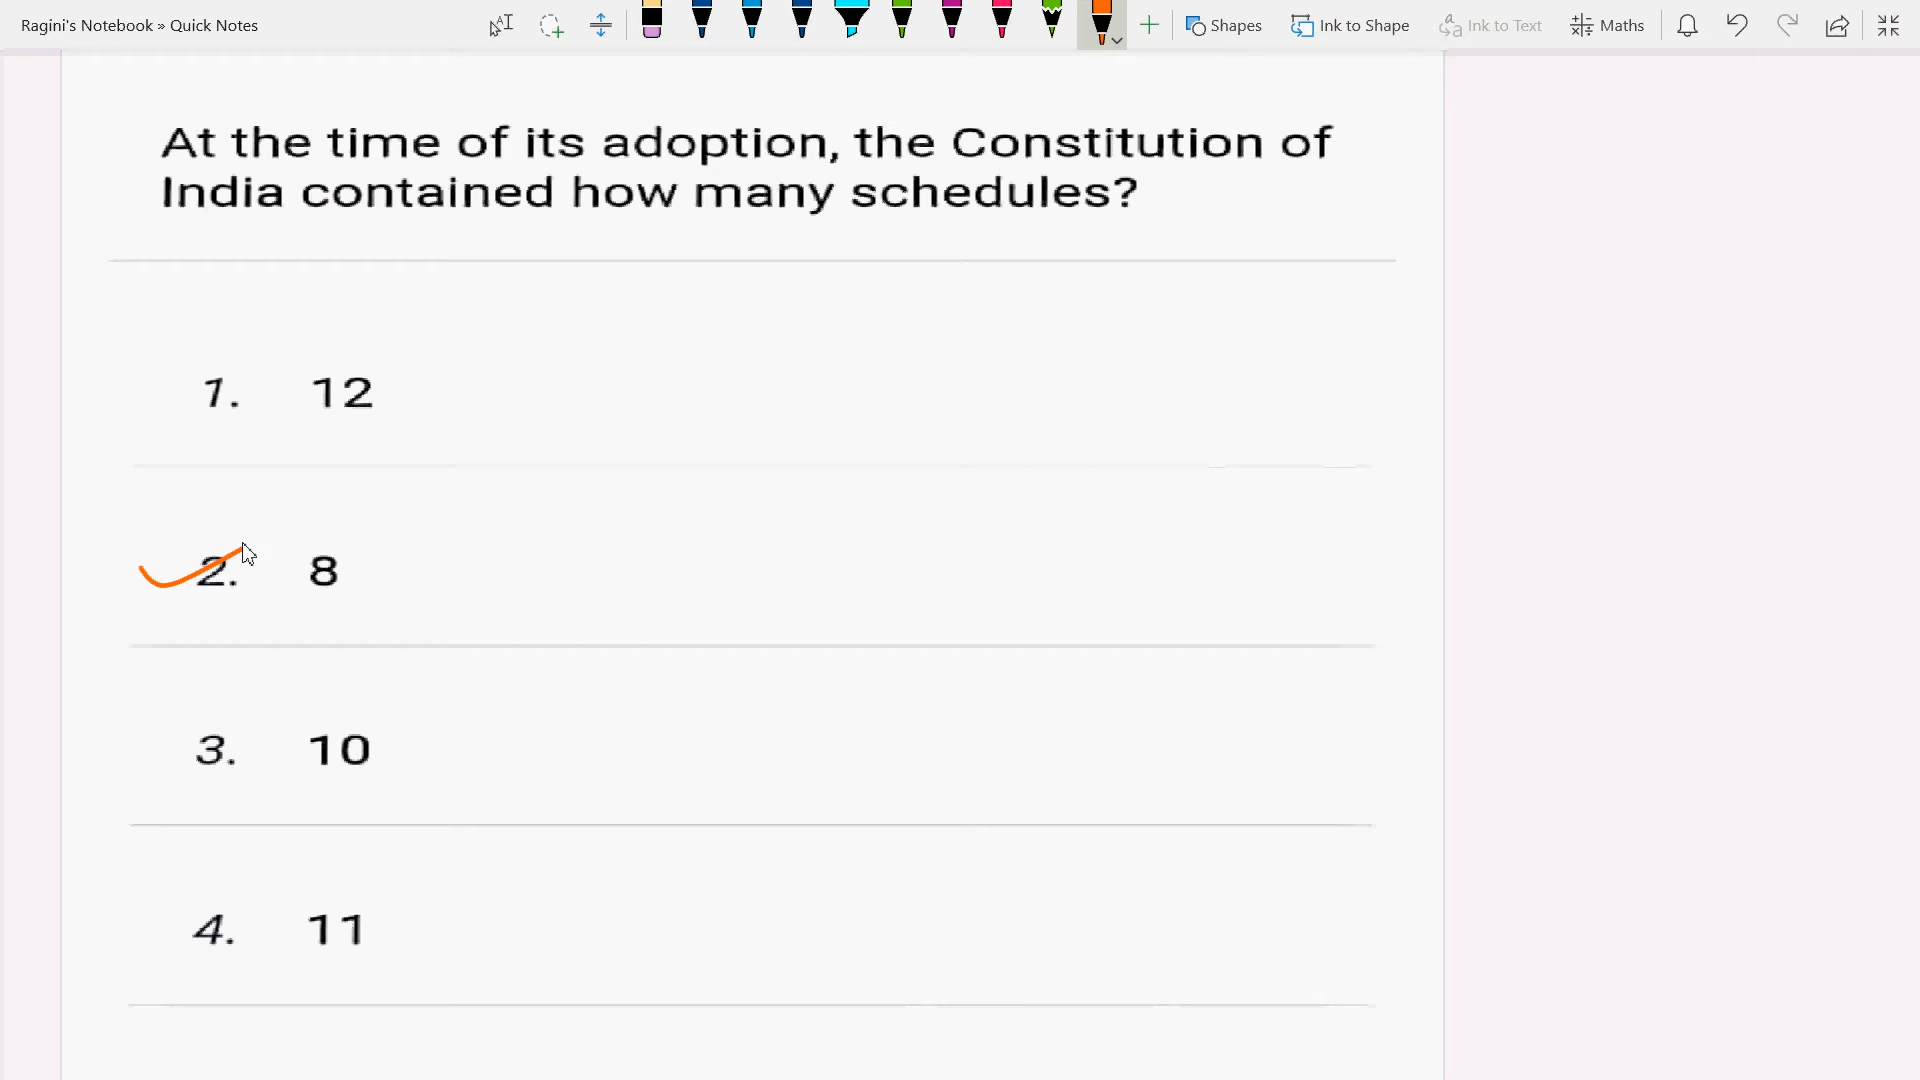 Ragini's Notebook » Quick Notes
Shapes
Ink to Shape
Ink to Text
Maths
At the time of its adoption, the Constitution of
India contained how many schedules?
1. 12
2. 8
3. 10
4. 11